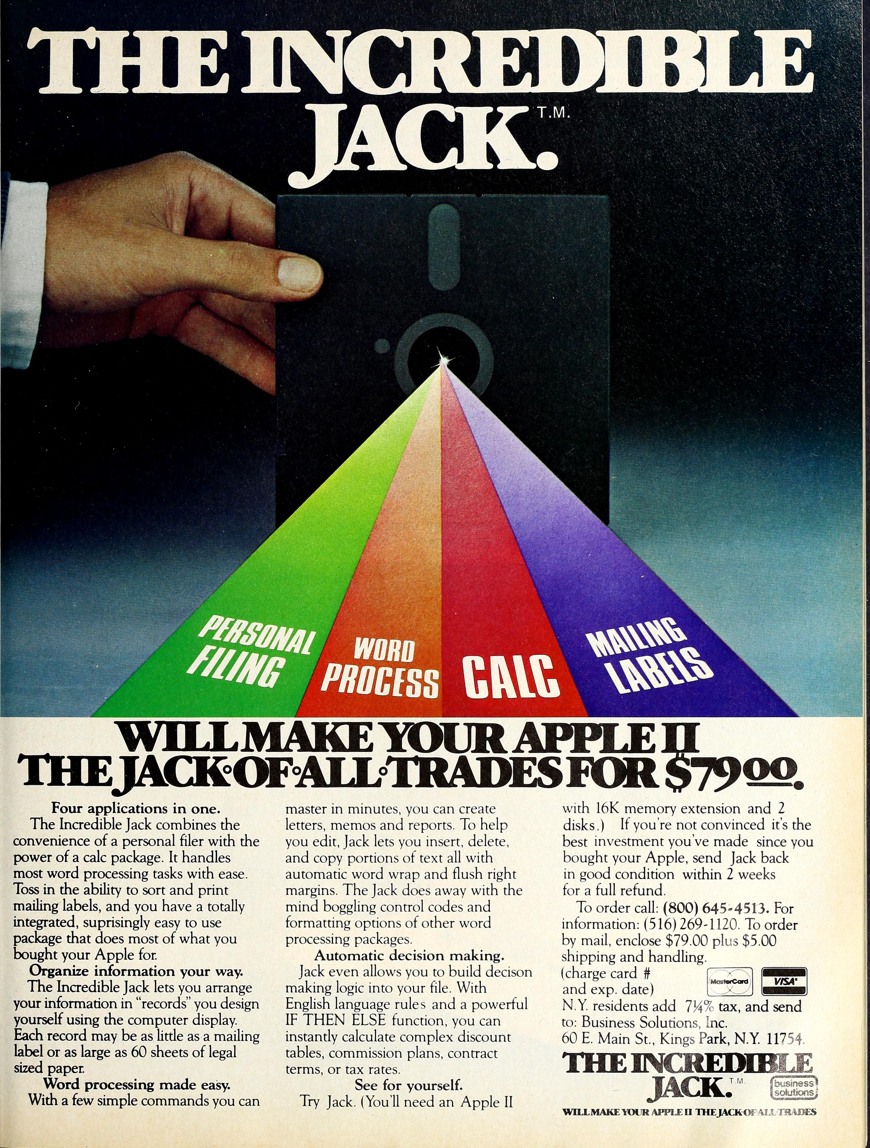 THE INCREDIBLE
JACK.T.M.
PERSONAL
FILING
WORD
PROCESS
CALC
MAILING
LABELS
WILL MAKE YOUR APPLE II
THE JACK•OF•ALL•TRADES FOR $79.00.
Four applications in one.
The Incredible Jack combines the
convenience of a personal filer with the
power of a calc package. It handles
most word processing tasks with ease.
Toss in the ability to sort and print
mailing labels, and you have a totally
integrated, suprisingly easy to use
package that does most of what you
bought your Apple for.
Organize information your way.
The Incredible Jack lets you arrange
your information in "records" you design
yourself using the computer display.
Each record may be as little as a mailing
label or as large as 60 sheets of legal
sized paper.
Word processing made easy.
With a few simple commands you can
master in minutes, you can create
letters, memos and reports. To help
you edit, Jack lets you insert, delete,
and copy portions of text all with
automatic word wrap and flush right
margins. The Jack does away with the
mind boggling control codes and
formatting options of other word
processing packages.
Automatic decision making.
Jack even allows you to build decison
making logic into your file. With
English language rules and a powerful
IF THEN ELSE function, you can
instantly calculate complex discount
tables, commission plans, contract
terms, or tax rates.
See for yourself.
Try Jack. (You'll need an Apple II
with 16K memory extension and 2
disks.) If you're not convinced it's the
best investment you've made since you
bought your Apple, send Jack back
in good condition within 2 weeks
for a full refund.
To order call: (800) 645-4513. For
information: (516) 269-1120. To order
by mail, enclose $79.00 plus $5.00
shipping and handling.
(charge card #
and exp. date)
MasterCard
VISA
N.Y. residents add 7¼% tax, and send
to: Business Solutions, Inc.
60 E. Main St., Kings Park, N.Y. 11754.
THE INCREDIBLE
JACK.T.M.
business
solutions
WILL MAKE YOUR APPLE II THE JACK•OF•ALL•TRADES